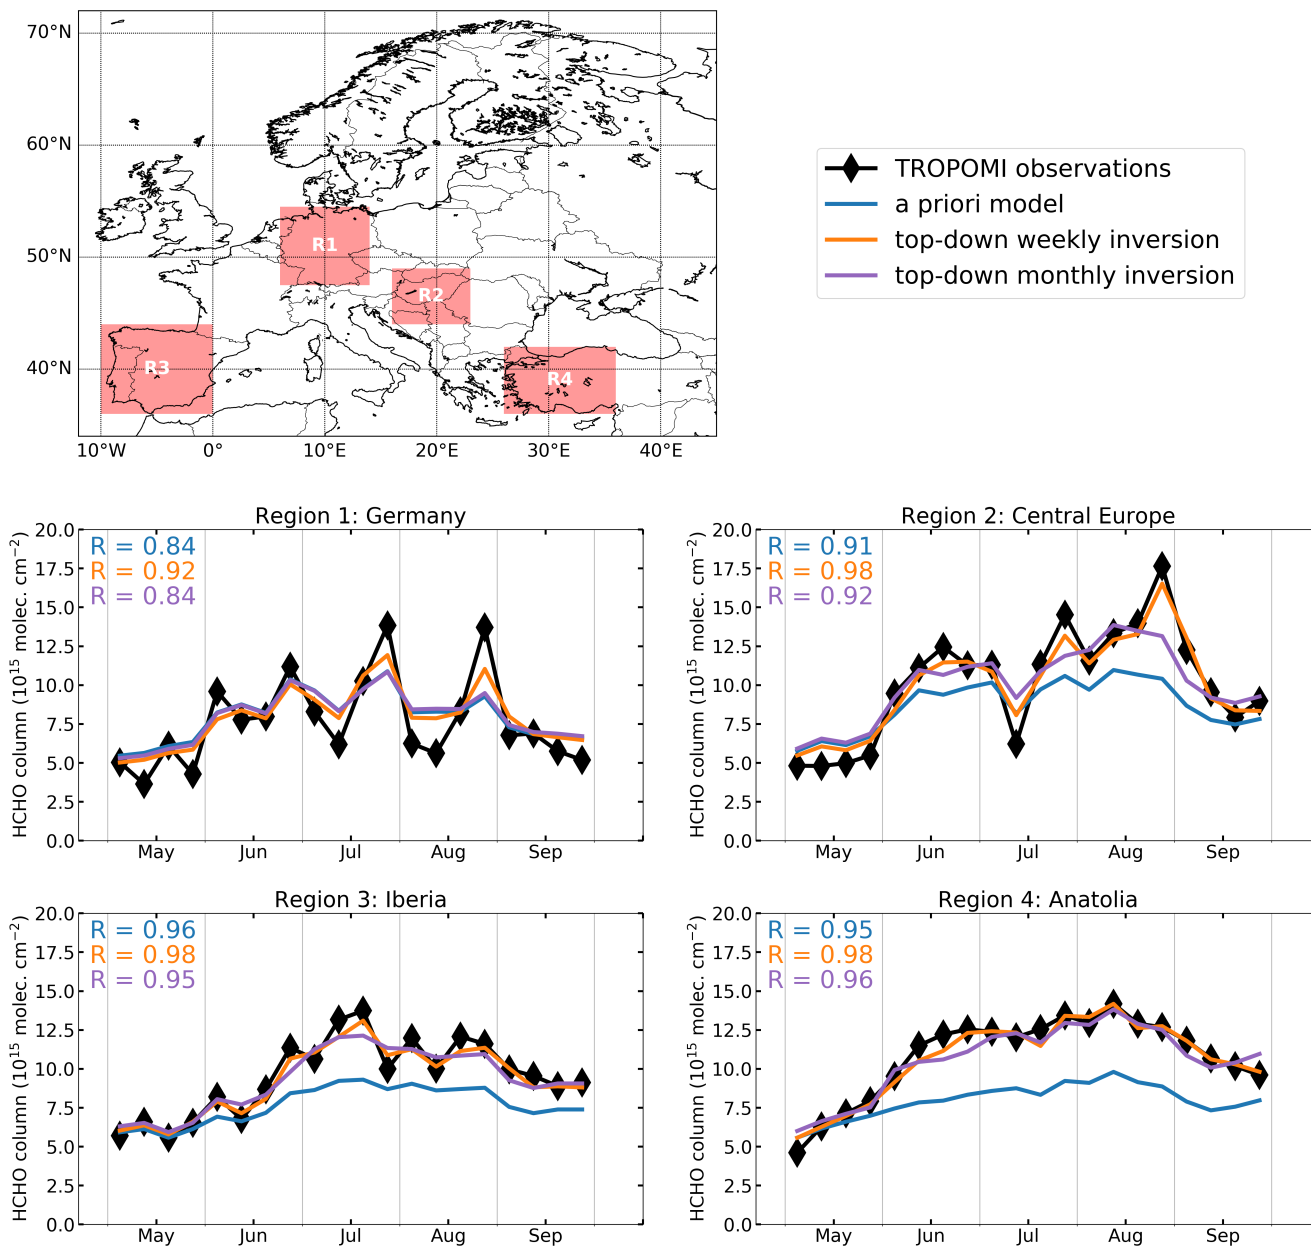 70°N
60°N
50°N
40°N
10°W 0° 10°E 20°E 30°E 40°E
R1
R2
R3
R4
TROPOMI observations
a priori model
top-down weekly inversion
top-down monthly inversion
Region 1: Germany
HCHO column (10¹⁵ molec. cm⁻²)
20.0
17.5
15.0
12.5
10.0
7.5
5.0
2.5
0.0
R = 0.84
R = 0.92
R = 0.84
May Jun Jul Aug Sep
Region 2: Central Europe
HCHO column (10¹⁵ molec. cm⁻²)
20.0
17.5
15.0
12.5
10.0
7.5
5.0
2.5
0.0
R = 0.91
R = 0.98
R = 0.92
May Jun Jul Aug Sep
Region 3: Iberia
HCHO column (10¹⁵ molec. cm⁻²)
20.0
17.5
15.0
12.5
10.0
7.5
5.0
2.5
0.0
R = 0.96
R = 0.98
R = 0.95
May Jun Jul Aug Sep
Region 4: Anatolia
HCHO column (10¹⁵ molec. cm⁻²)
20.0
17.5
15.0
12.5
10.0
7.5
5.0
2.5
0.0
R = 0.95
R = 0.98
R = 0.96
May Jun Jul Aug Sep